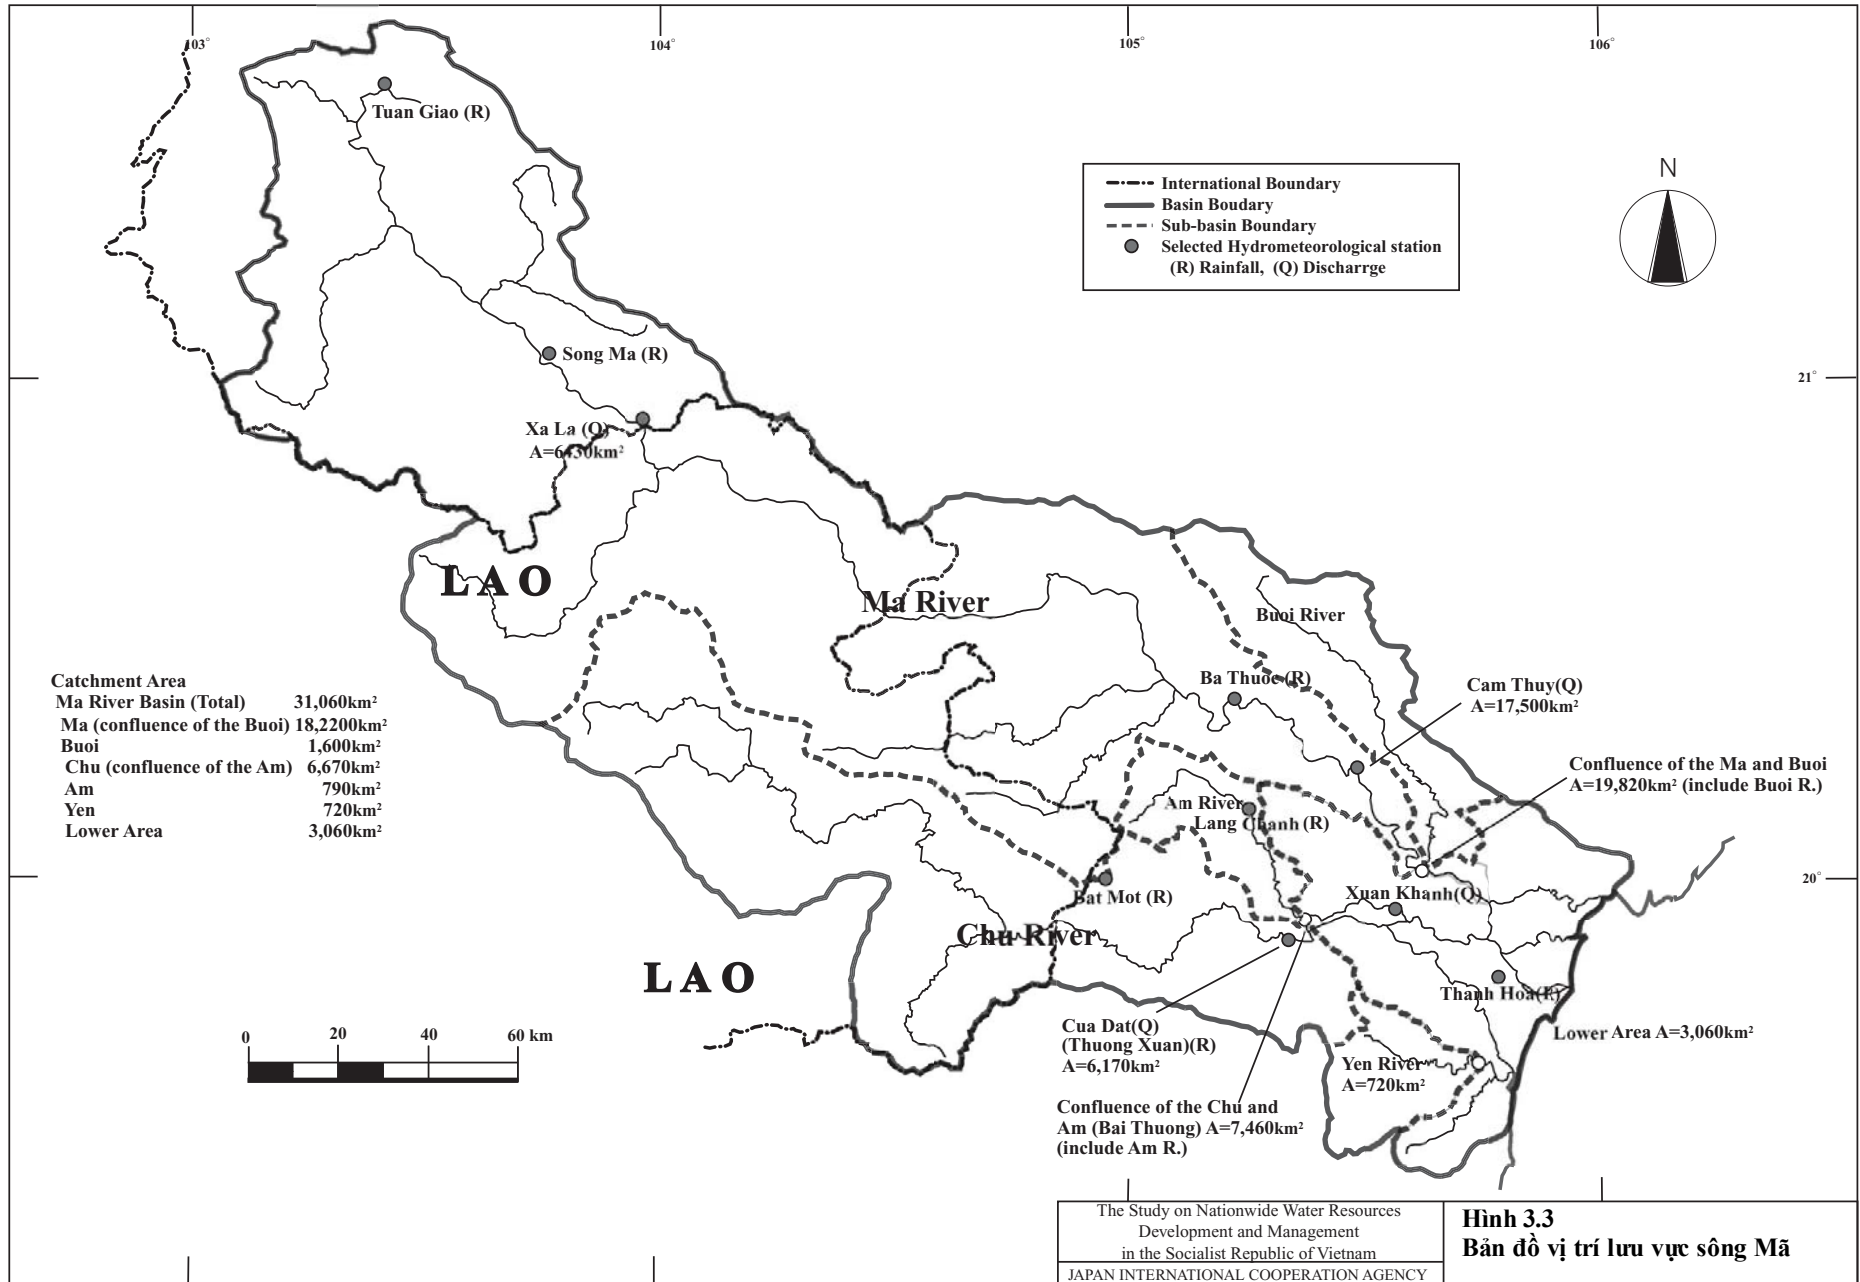 103°
104°
105°
106°
Tuan Giao (R)
N
International Boundary
Basin Boudary
Sub-basin Boundary
Selected Hydrometeorological station
(R) Rainfall, (Q) Discharrge
Song Ma (R)
21°
Xa La (Q)
A=6430km²
LAO
Ma River
Buoi River
Catchment Area
Ma River Basin (Total) 31,060km²
Ma (confluence of the Buoi) 18,2200km²
Buoi 1,600km²
Chu (confluence of the Am) 6,670km²
Am 790km²
Yen 720km²
Lower Area 3,060km²
Ba Thuoc (R)
Cam Thuy(Q)
A=17,500km²
Confluence of the Ma and Buoi
A=19,820km² (include Buoi R.)
Am River
Lang Chanh (R)
20°
Bat Mot (R)
Xuan Khanh(Q)
Chu River
LAO
Thanh Hoa
Cua Dat(Q)
(Thuong Xuan)(R)
A=6,170km²
Lower Area A=3,060km²
0 20 40 60 km
Yen River
A=720km²
Confluence of the Chu and
Am (Bai Thuong) A=7,460km²
(include Am R.)
The Study on Nationwide Water Resources
Development and Management
in the Socialist Republic of Vietnam
JAPAN INTERNATIONAL COOPERATION AGENCY
Hình 3.3
Bản đồ vị trí lưu vực sông Mã